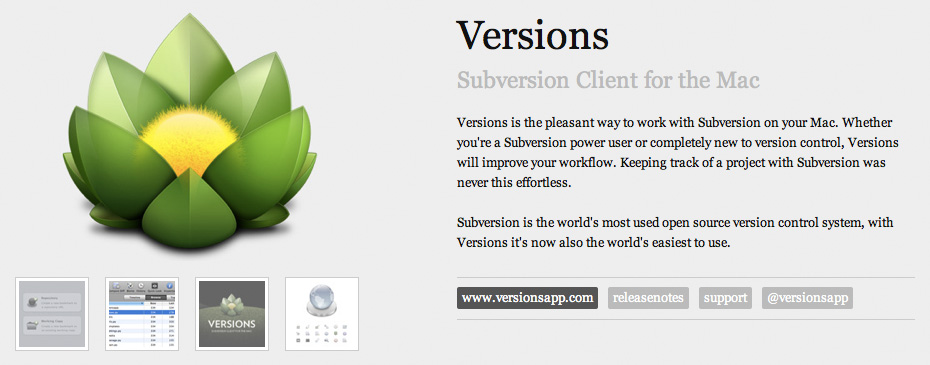 Versions
Subversion Client for the Mac
Versions is the pleasant way to work with Subversion on your Mac. Whether
you're a Subversion power user or completely new to version control, Versions
will improve your workflow. Keeping track of a project with Subversion was
never this effortless.
Subversion is the world's most used open source version control system, with
Versions it's now also the world's easiest to use.
VERSIONS
www.versionsapp.com releasenotes support @versionsapp